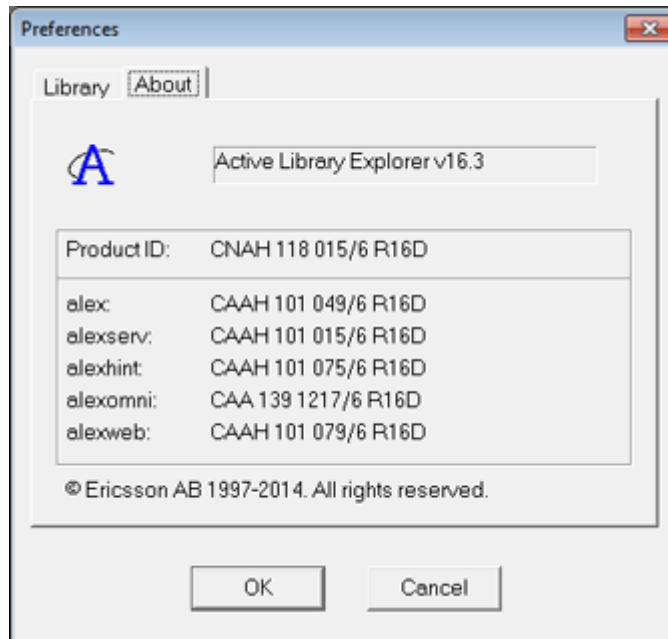 Preferences
Library About
A
Active Library Explorer v16.3
Product ID: CNAH 118 015/6 R16D
alex: CAAH 101 049/6 R16D
alexserv: CAAH 101 015/6 R16D
alexhint: CAAH 101 075/6 R16D
alexomni: CAA 139 1217/6 R16D
alexweb: CAAH 101 079/6 R16D
© Ericsson AB 1997-2014. All rights reserved.
OK Cancel